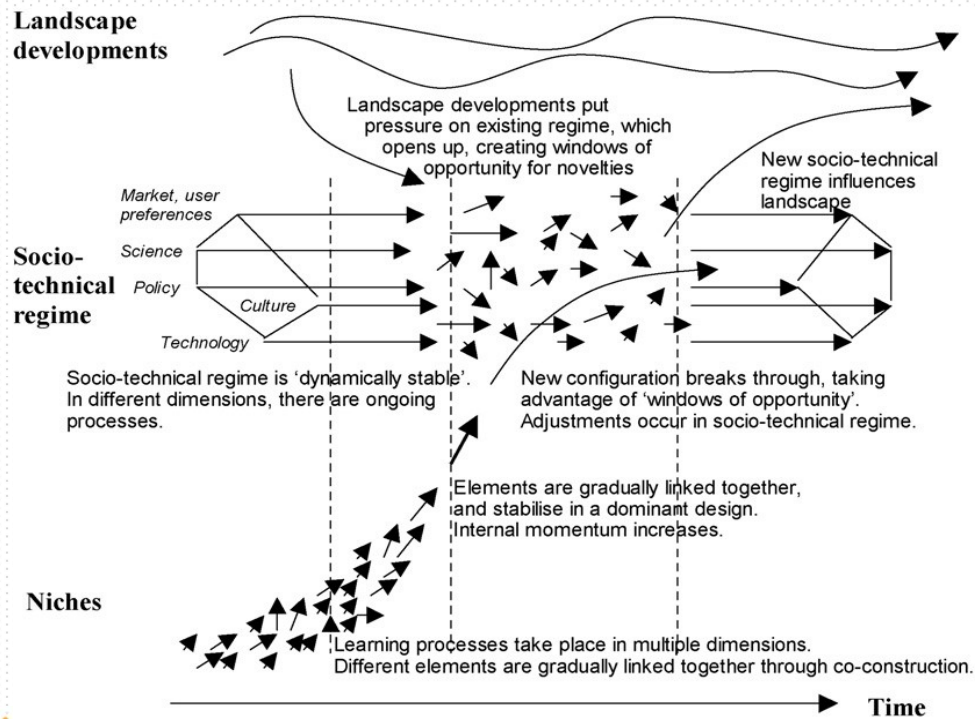 Landscape
developments
Landscape developments put
pressure on existing regime, which
opens up, creating windows of
opportunity for novelties
New socio-technical
regime influences
landscape
Market, user
preferences
Science
Socio-
technical
regime
Policy
Culture
Technology
Socio-technical regime is ‘dynamically stable’.
In different dimensions, there are ongoing
processes.
New configuration breaks through, taking
advantage of ‘windows of opportunity’.
Adjustments occur in socio-technical regime.
Elements are gradually linked together,
and stabilise in a dominant design.
Internal momentum increases.
Niches
Learning processes take place in multiple dimensions.
Different elements are gradually linked together through co-construction.
Time